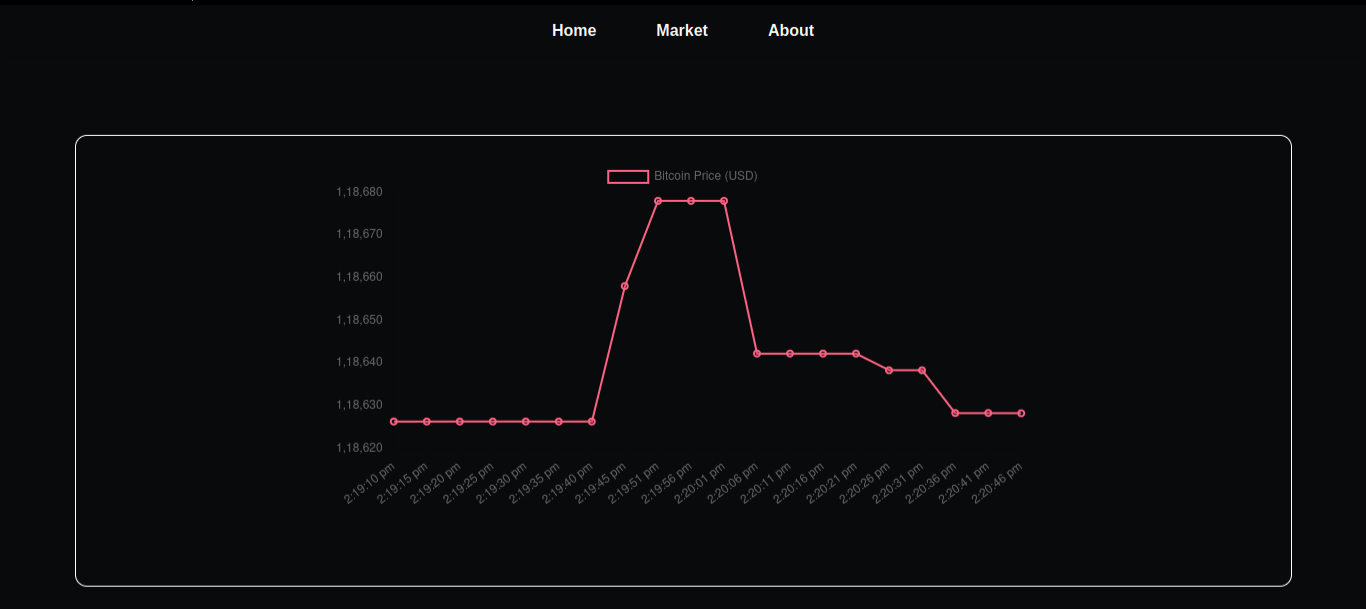 Home Market About
Bitcoin Price (USD)
1,18,680
1,18,670
1,18,660
1,18,650
1,18,640
1,18,630
1,18,620
2:19:10 pm 2:19:15 pm 2:19:20 pm 2:19:25 pm 2:19:30 pm 2:19:35 pm 2:19:40 pm 2:19:45 pm 2:19:51 pm 2:19:56 pm 2:20:01 pm 2:20:06 pm 2:20:11 pm 2:20:16 pm 2:20:21 pm 2:20:26 pm 2:20:31 pm 2:20:36 pm 2:20:41 pm 2:20:46 pm